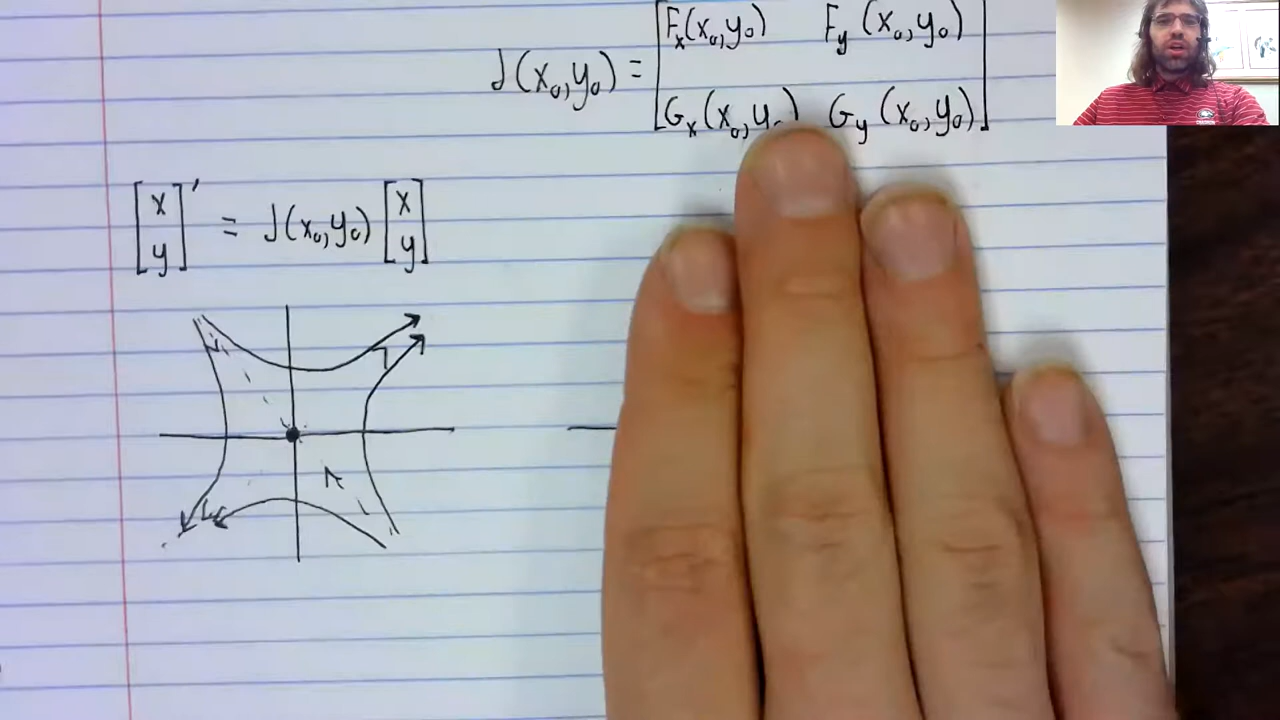 J(x₀,y₀) = [Fₓ(x₀,y₀) F_y(x₀,y₀)
Gₓ(x₀,y₀) G_y(x₀,y₀)]
[x
y]' = J(x₀,y₀) [x
y]